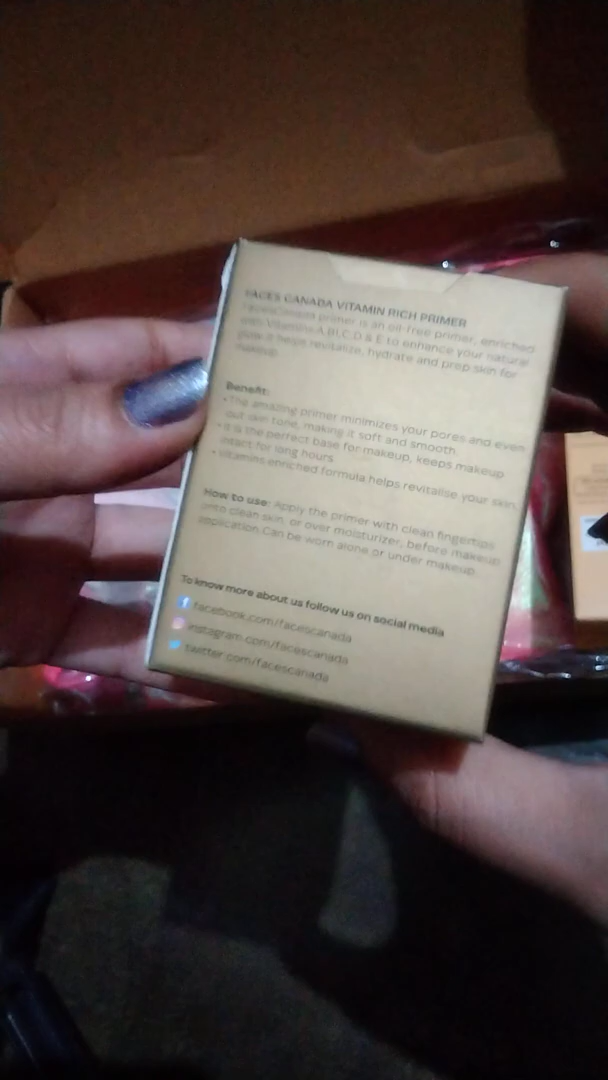 FACES CANADA VITAMIN RICH PRIMER
FacesCanada primer is an oil-free primer, enriched
with Vitamins A,B1,C,D & E to enhance your natural
glow. It helps revitalize, hydrate and prep skin for
makeup.
Benefit:
• The amazing primer minimizes your pores and even
out skin tone, making it soft and smooth.
• It is the perfect base for makeup, keeps makeup
intact for long hours
• Vitamins enriched formula helps revitalise your skin.
How to use: Apply the primer with clean fingertips
onto clean skin, or over moisturizer, before makeup
application.Can be worn alone or under makeup.
To know more about us follow us on social media
facebook.com/facescanada
instagram.com/facescanada
twitter.com/facescanada